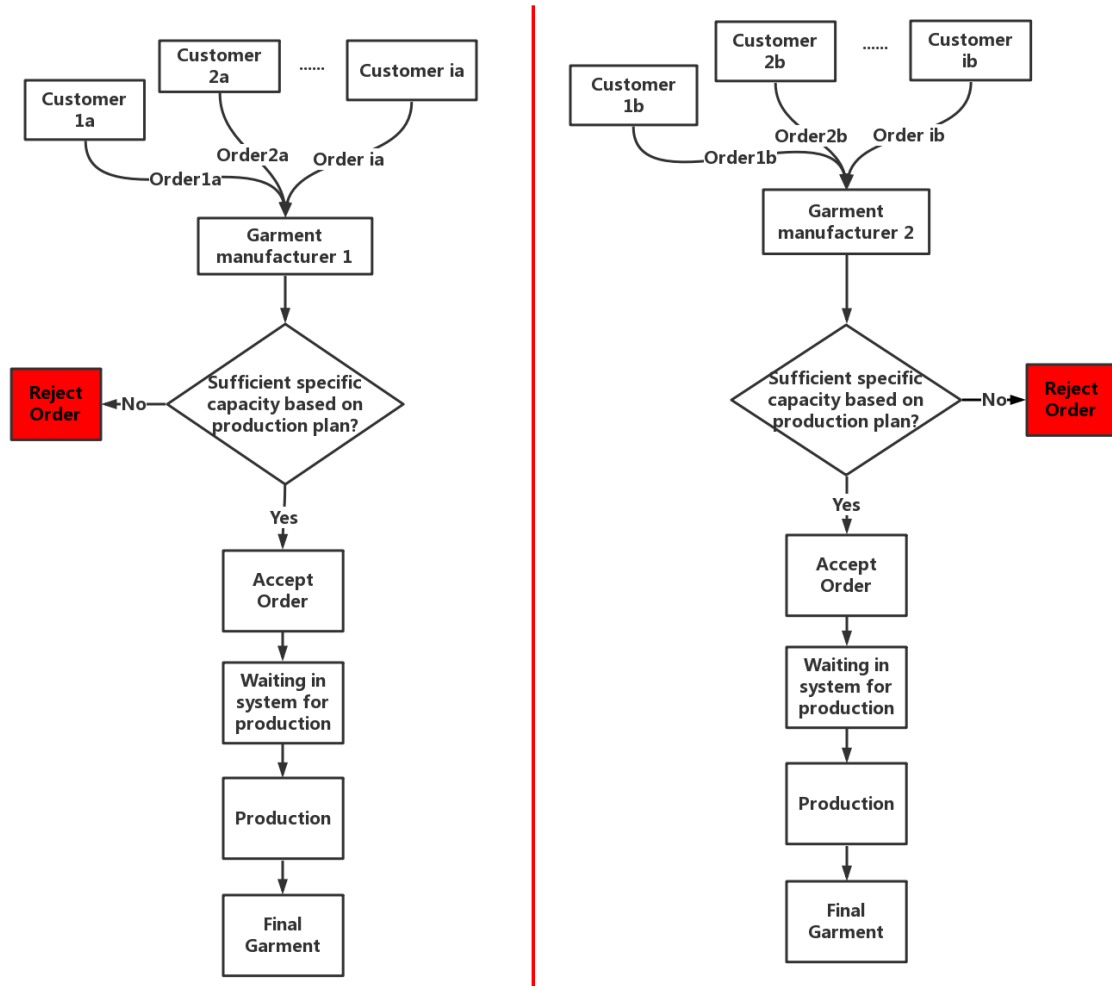 Customer
1a
Customer
2a
......
Customer ia
Order1a
Order2a
Order ia
Garment
manufacturer 1
Sufficient specific
capacity based on
production plan?
No
Reject
Order
Yes
Accept
Order
Waiting in
system for
production
Production
Final
Garment
Customer
1b
Customer
2b
......
Customer
ib
Order1b
Order2b
Order ib
Garment
manufacturer 2
Sufficient specific
capacity based on
production plan?
No
Reject
Order
Yes
Accept
Order
Waiting in
system for
production
Production
Final
Garment